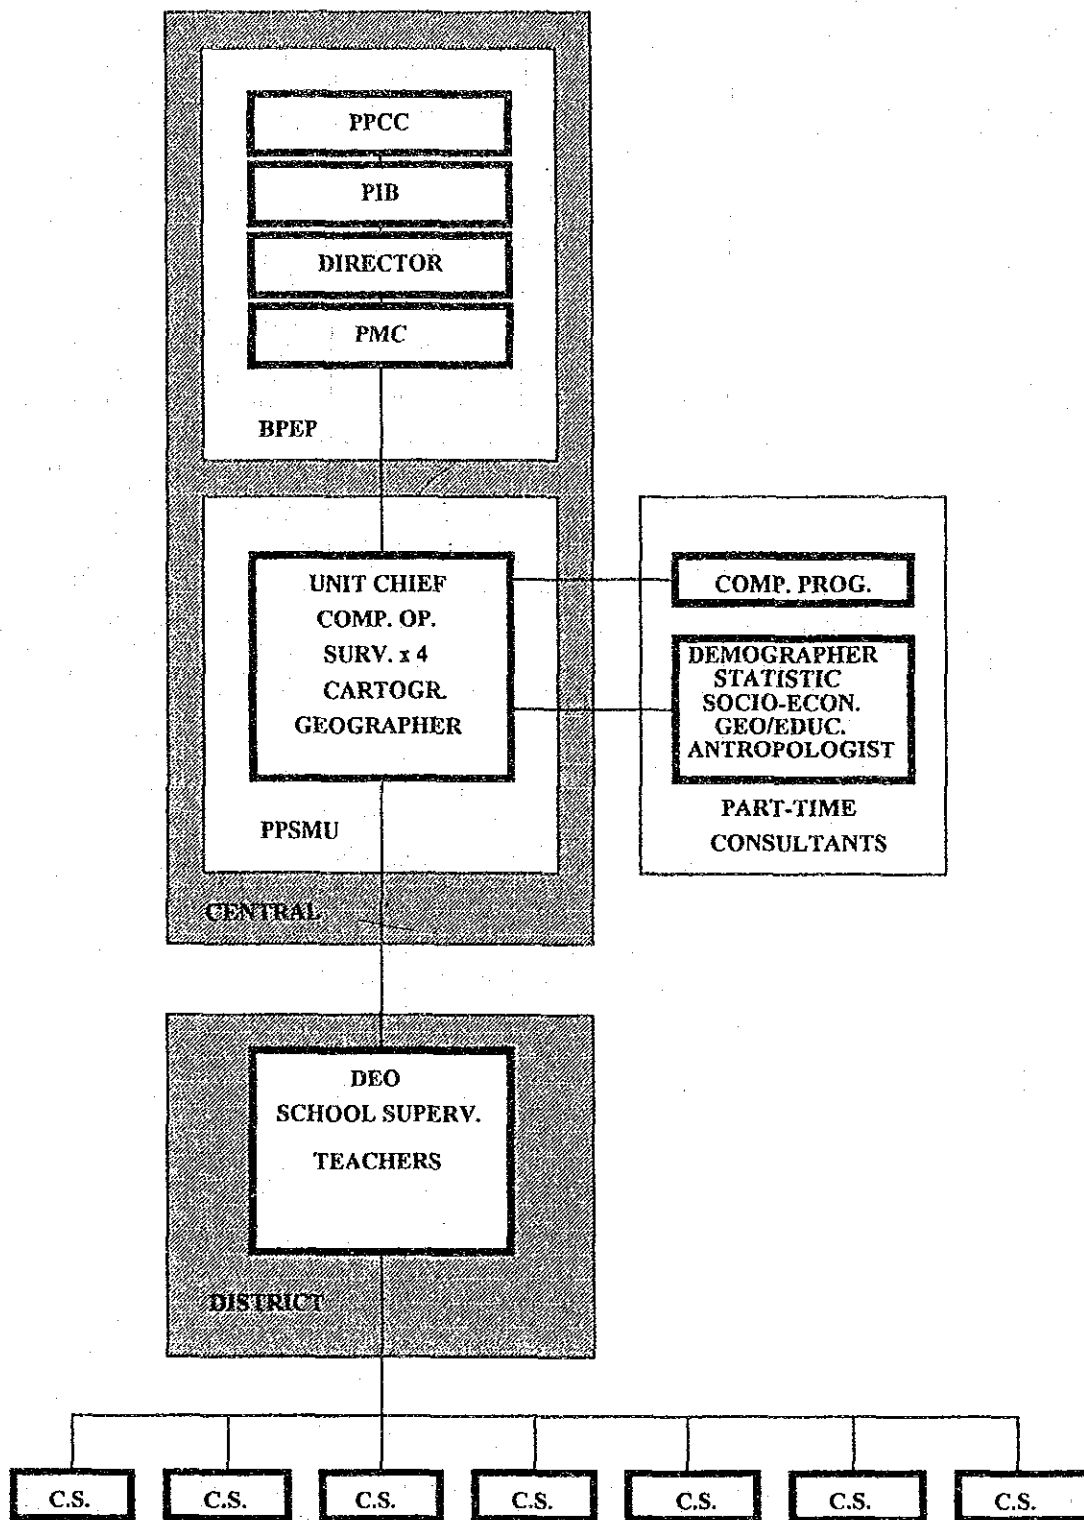 PPCC
PIB
DIRECTOR
PMC
BPEP
UNIT CHIEF
COMP. OP.
SURV. x 4
CARTOGR.
GEOGRAPHER
PPSMU
CENTRAL
COMP. PROG.
DEMOGRAPHER
STATISTIC
SOCIO-ECON.
GEO/EDUC.
ANTROPOLOGIST
PART-TIME
CONSULTANTS
DEO
SCHOOL SUPERV.
TEACHERS
DISTRICT
C.S. C.S. C.S. C.S. C.S. C.S. C.S.